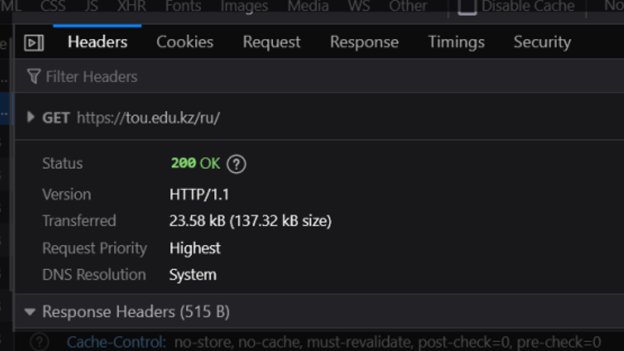 CSS JS XHR Fonts Images Media WS Other Disable Cache
Headers Cookies Request Response Timings Security
Filter Headers
GET https://tou.edu.kz/ru/
Status 200 OK
Version HTTP/1.1
Transferred 23.58 kB (137.32 kB size)
Request Priority Highest
DNS Resolution System
Response Headers (515 B)
Cache-Control: no-store, no-cache, must-revalidate, post-check=0, pre-check=0